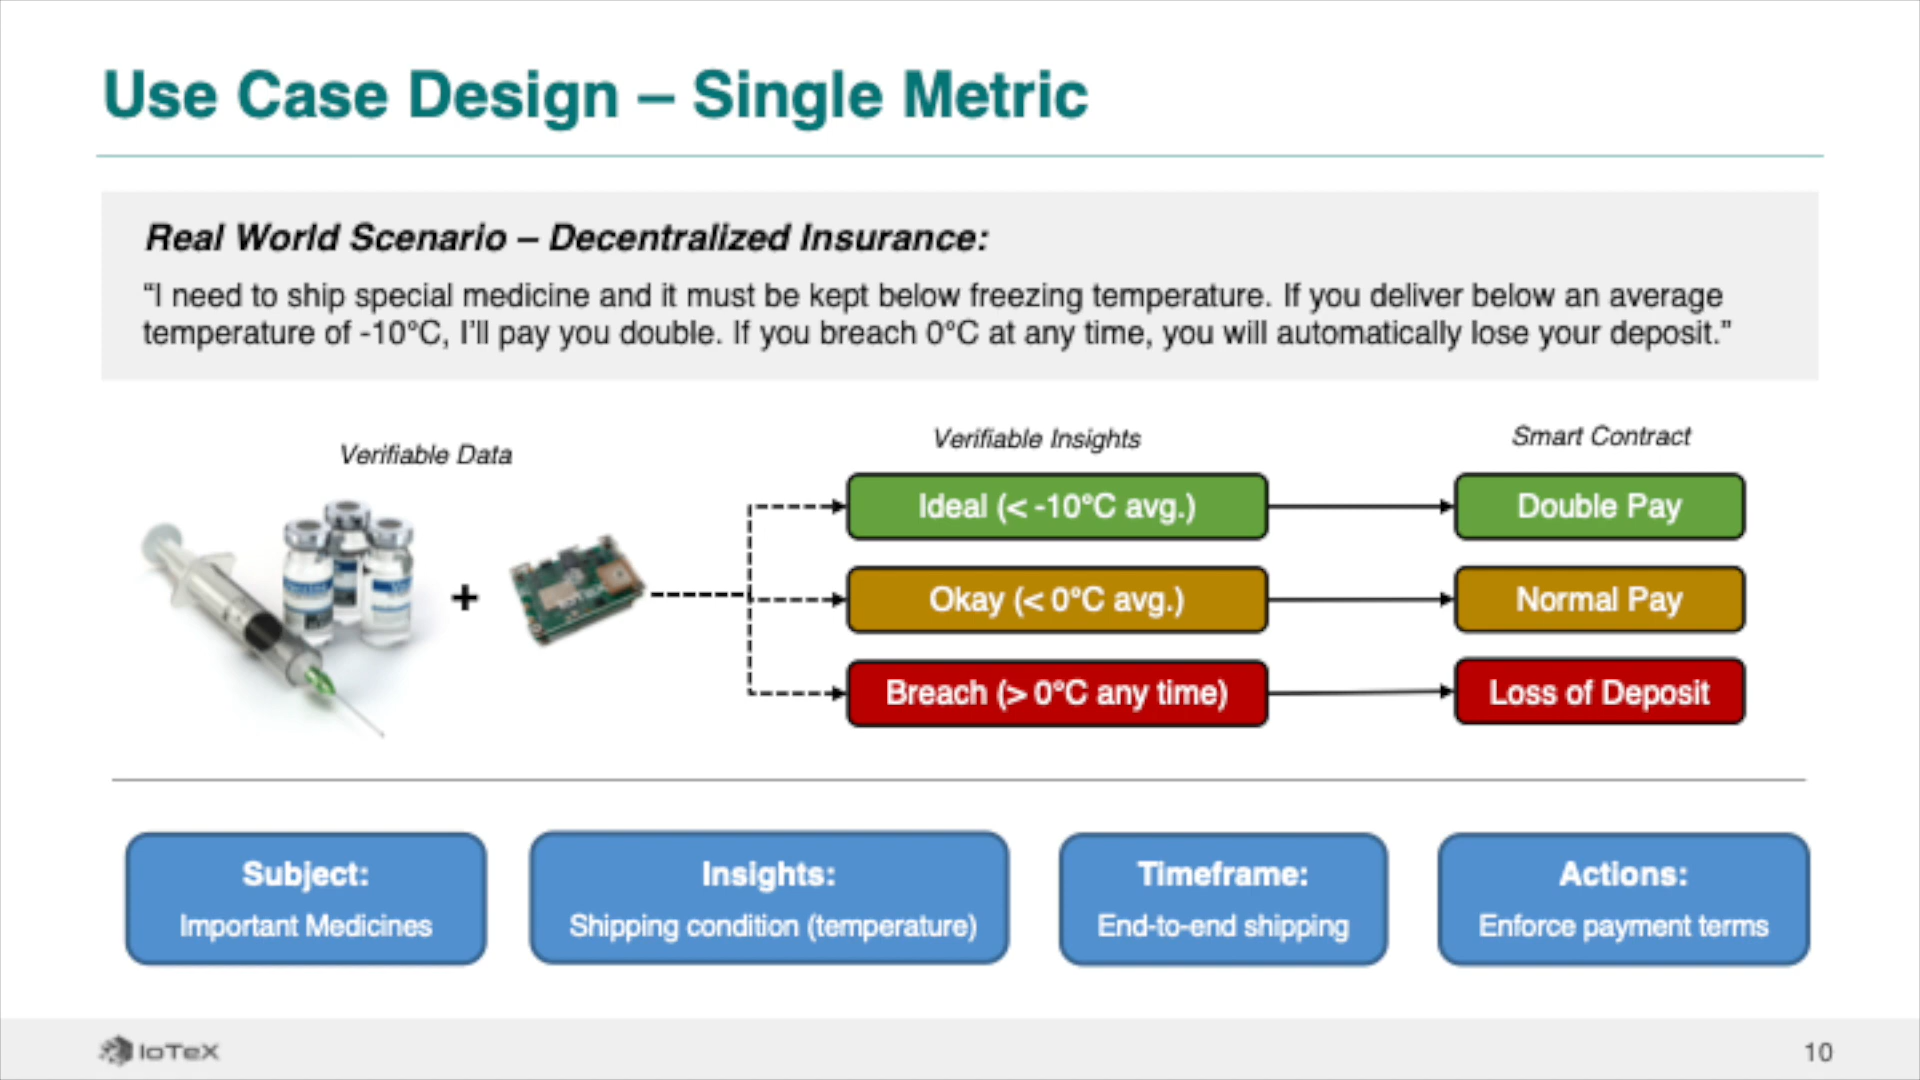 Use Case Design – Single Metric
Real World Scenario – Decentralized Insurance:
“I need to ship special medicine and it must be kept below freezing temperature. If you deliver below an average
temperature of -10°C, I’ll pay you double. If you breach 0°C at any time, you will automatically lose your deposit.”
Verifiable Data
Verifiable Insights
Smart Contract
+
Ideal (< -10°C avg.)
Double Pay
Okay (< 0°C avg.)
Normal Pay
Breach (> 0°C any time)
Loss of Deposit
Subject:
Important Medicines
Insights:
Shipping condition (temperature)
Timeframe:
End-to-end shipping
Actions:
Enforce payment terms
IoTeX
10